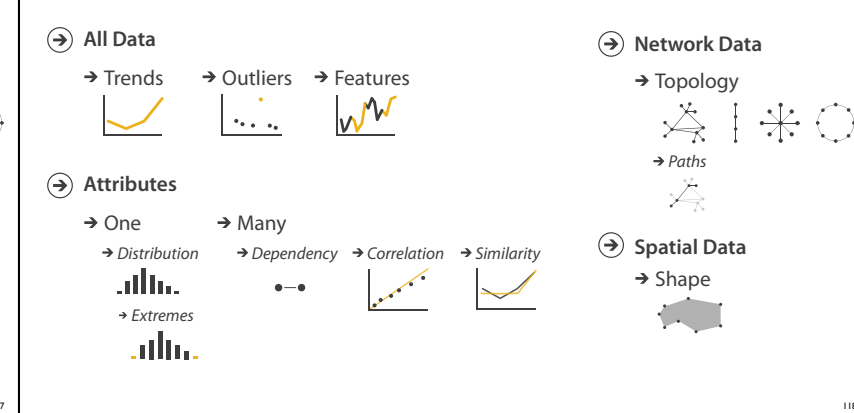 All Data
Trends
Outliers
Features
Attributes
One
Many
Distribution
Dependency
Correlation
Similarity
Extremes
Network Data
Topology
Paths
Spatial Data
Shape
7